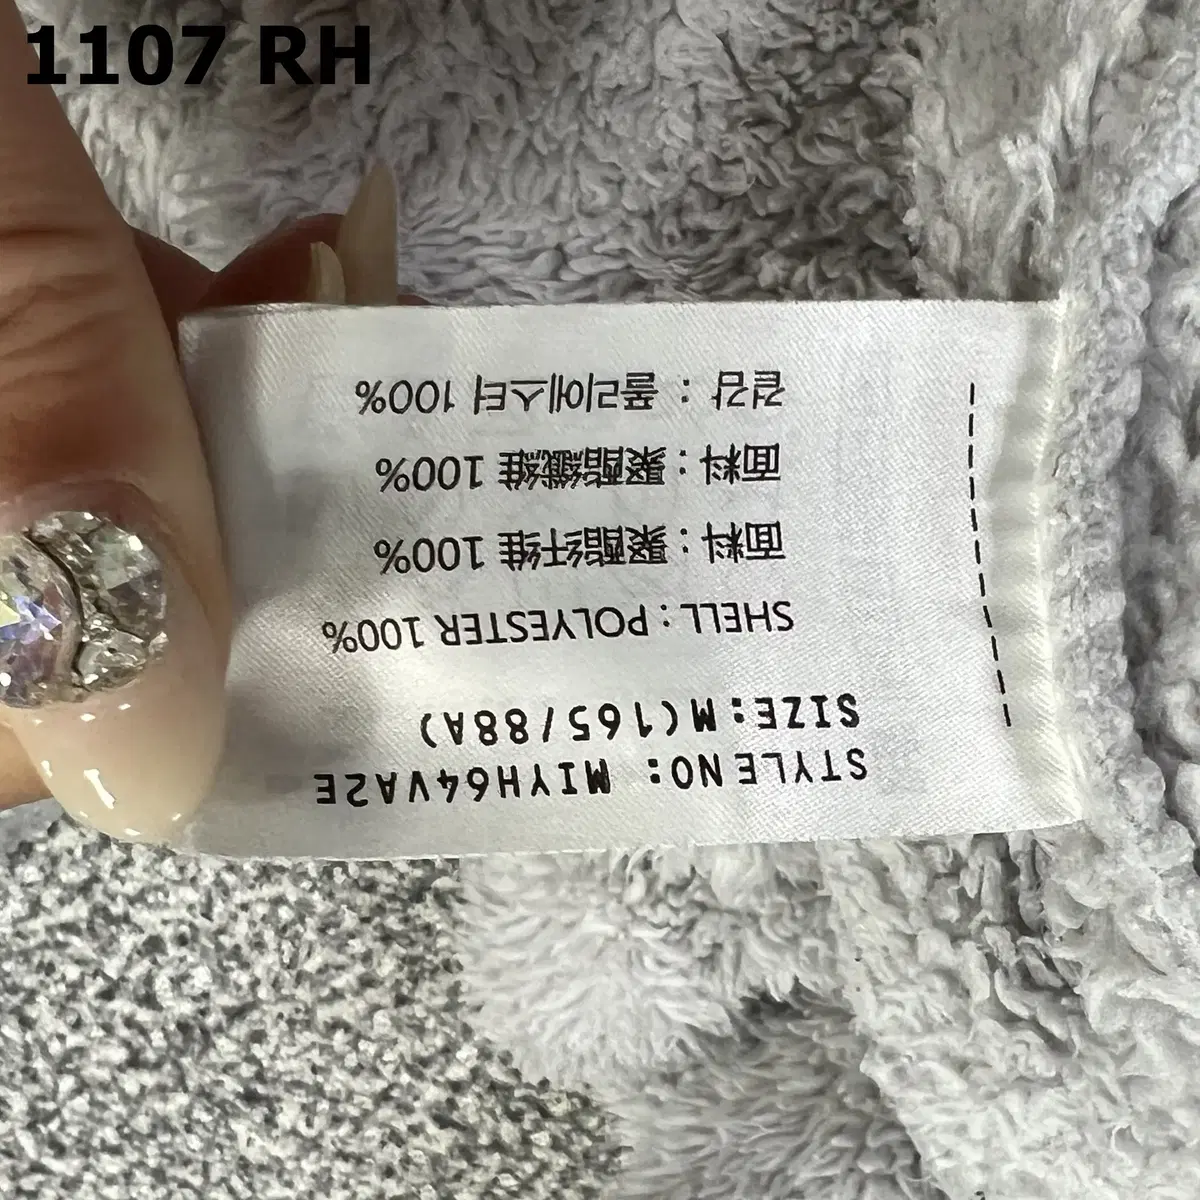 1107 RH
STYLE NO: MIYH64VA2E
SIZE:M(165/88A)
SHELL : POLYESTER 100%
面料 : 聚酯纤维 100%
面料 : 聚酯纖維 100%
겉감 : 폴리에스터 100%